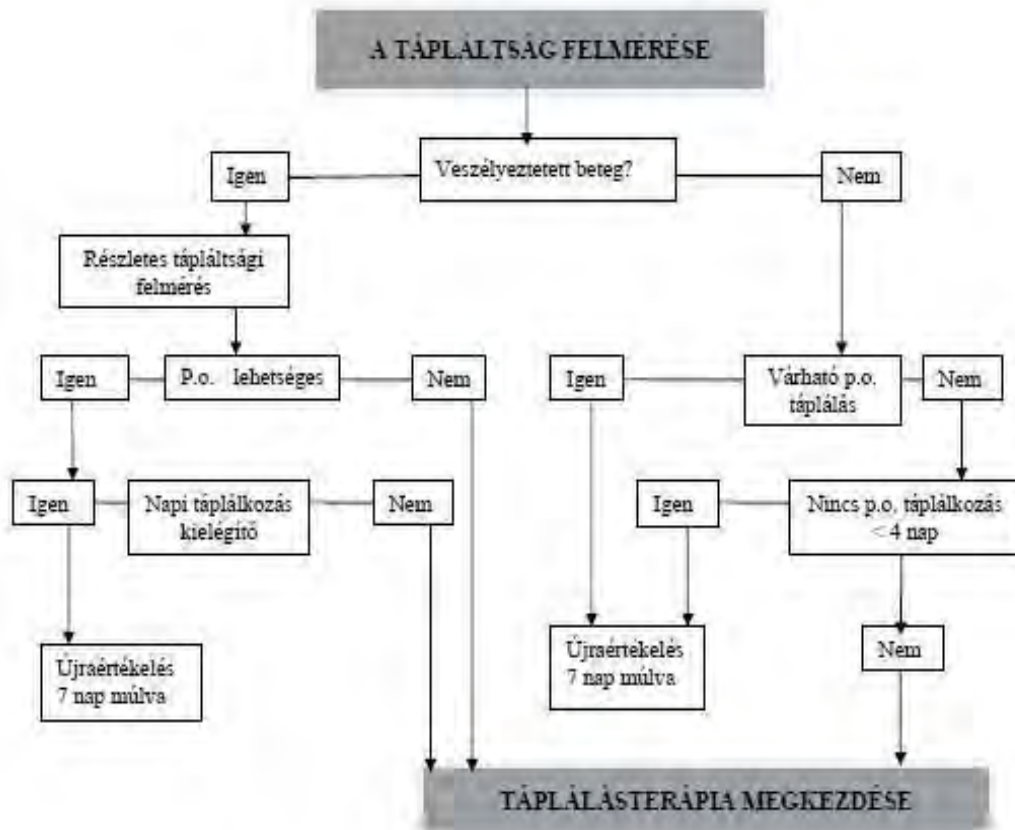 A TÁPLÁLTSÁG FELMÉRÉSE
Igen
Veszélyeztetett beteg?
Nem
Részletes tápláltsági
felmérés
Igen
P.o. lehetséges
Nem
Igen
Várható p.o.
táplálás
Nem
Igen
Napi táplálkozás
kielégítő
Nem
Igen
Nincs p.o. táplálkozás
< 4 nap
Újraértékelés
7 nap múlva
Újraértékelés
7 nap múlva
Nem
TÁPLÁLÁSTERÁPIA MEGKEZDÉSE